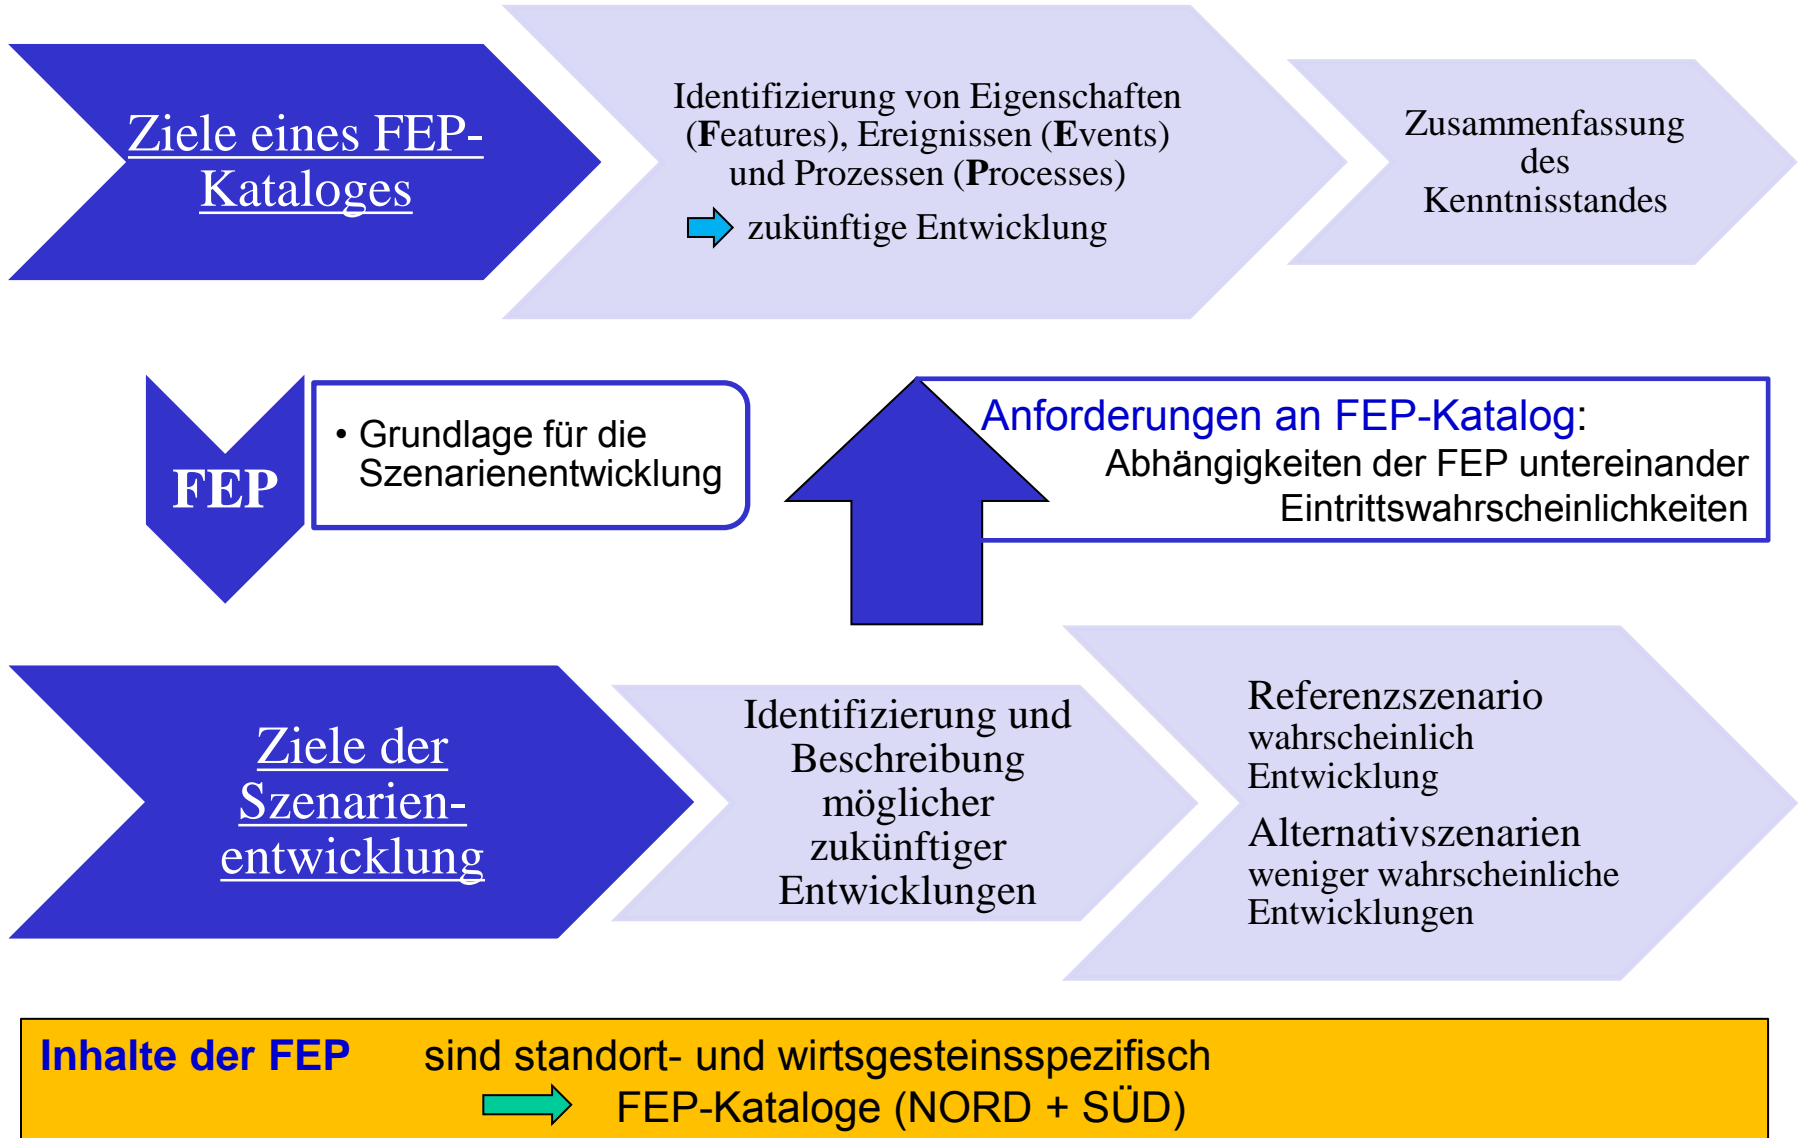 Ziele eines FEP-
Kataloges
Identifizierung von Eigenschaften
(Features), Ereignissen (Events)
und Prozessen (Processes)
zukünftige Entwicklung
Zusammenfassung
des
Kenntnisstandes
FEP
• Grundlage für die
Szenarienentwicklung
Anforderungen an FEP-Katalog:
Abhängigkeiten der FEP untereinander
Eintrittswahrscheinlichkeiten
Ziele der
Szenarien-
entwicklung
Identifizierung und
Beschreibung
möglicher
zukünftiger
Entwicklungen
Referenzszenario
wahrscheinlich
Entwicklung
Alternativszenarien
weniger wahrscheinliche
Entwicklungen
Inhalte der FEP sind standort- und wirtsgesteinsspezifisch
FEP-Kataloge (NORD + SÜD)